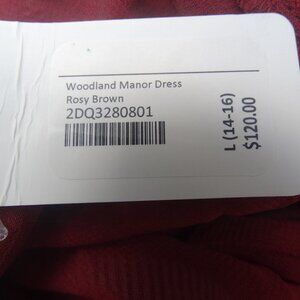 Woodland Manor Dress
Rosy Brown
2DQ3280801
L (14-16)
$120.00